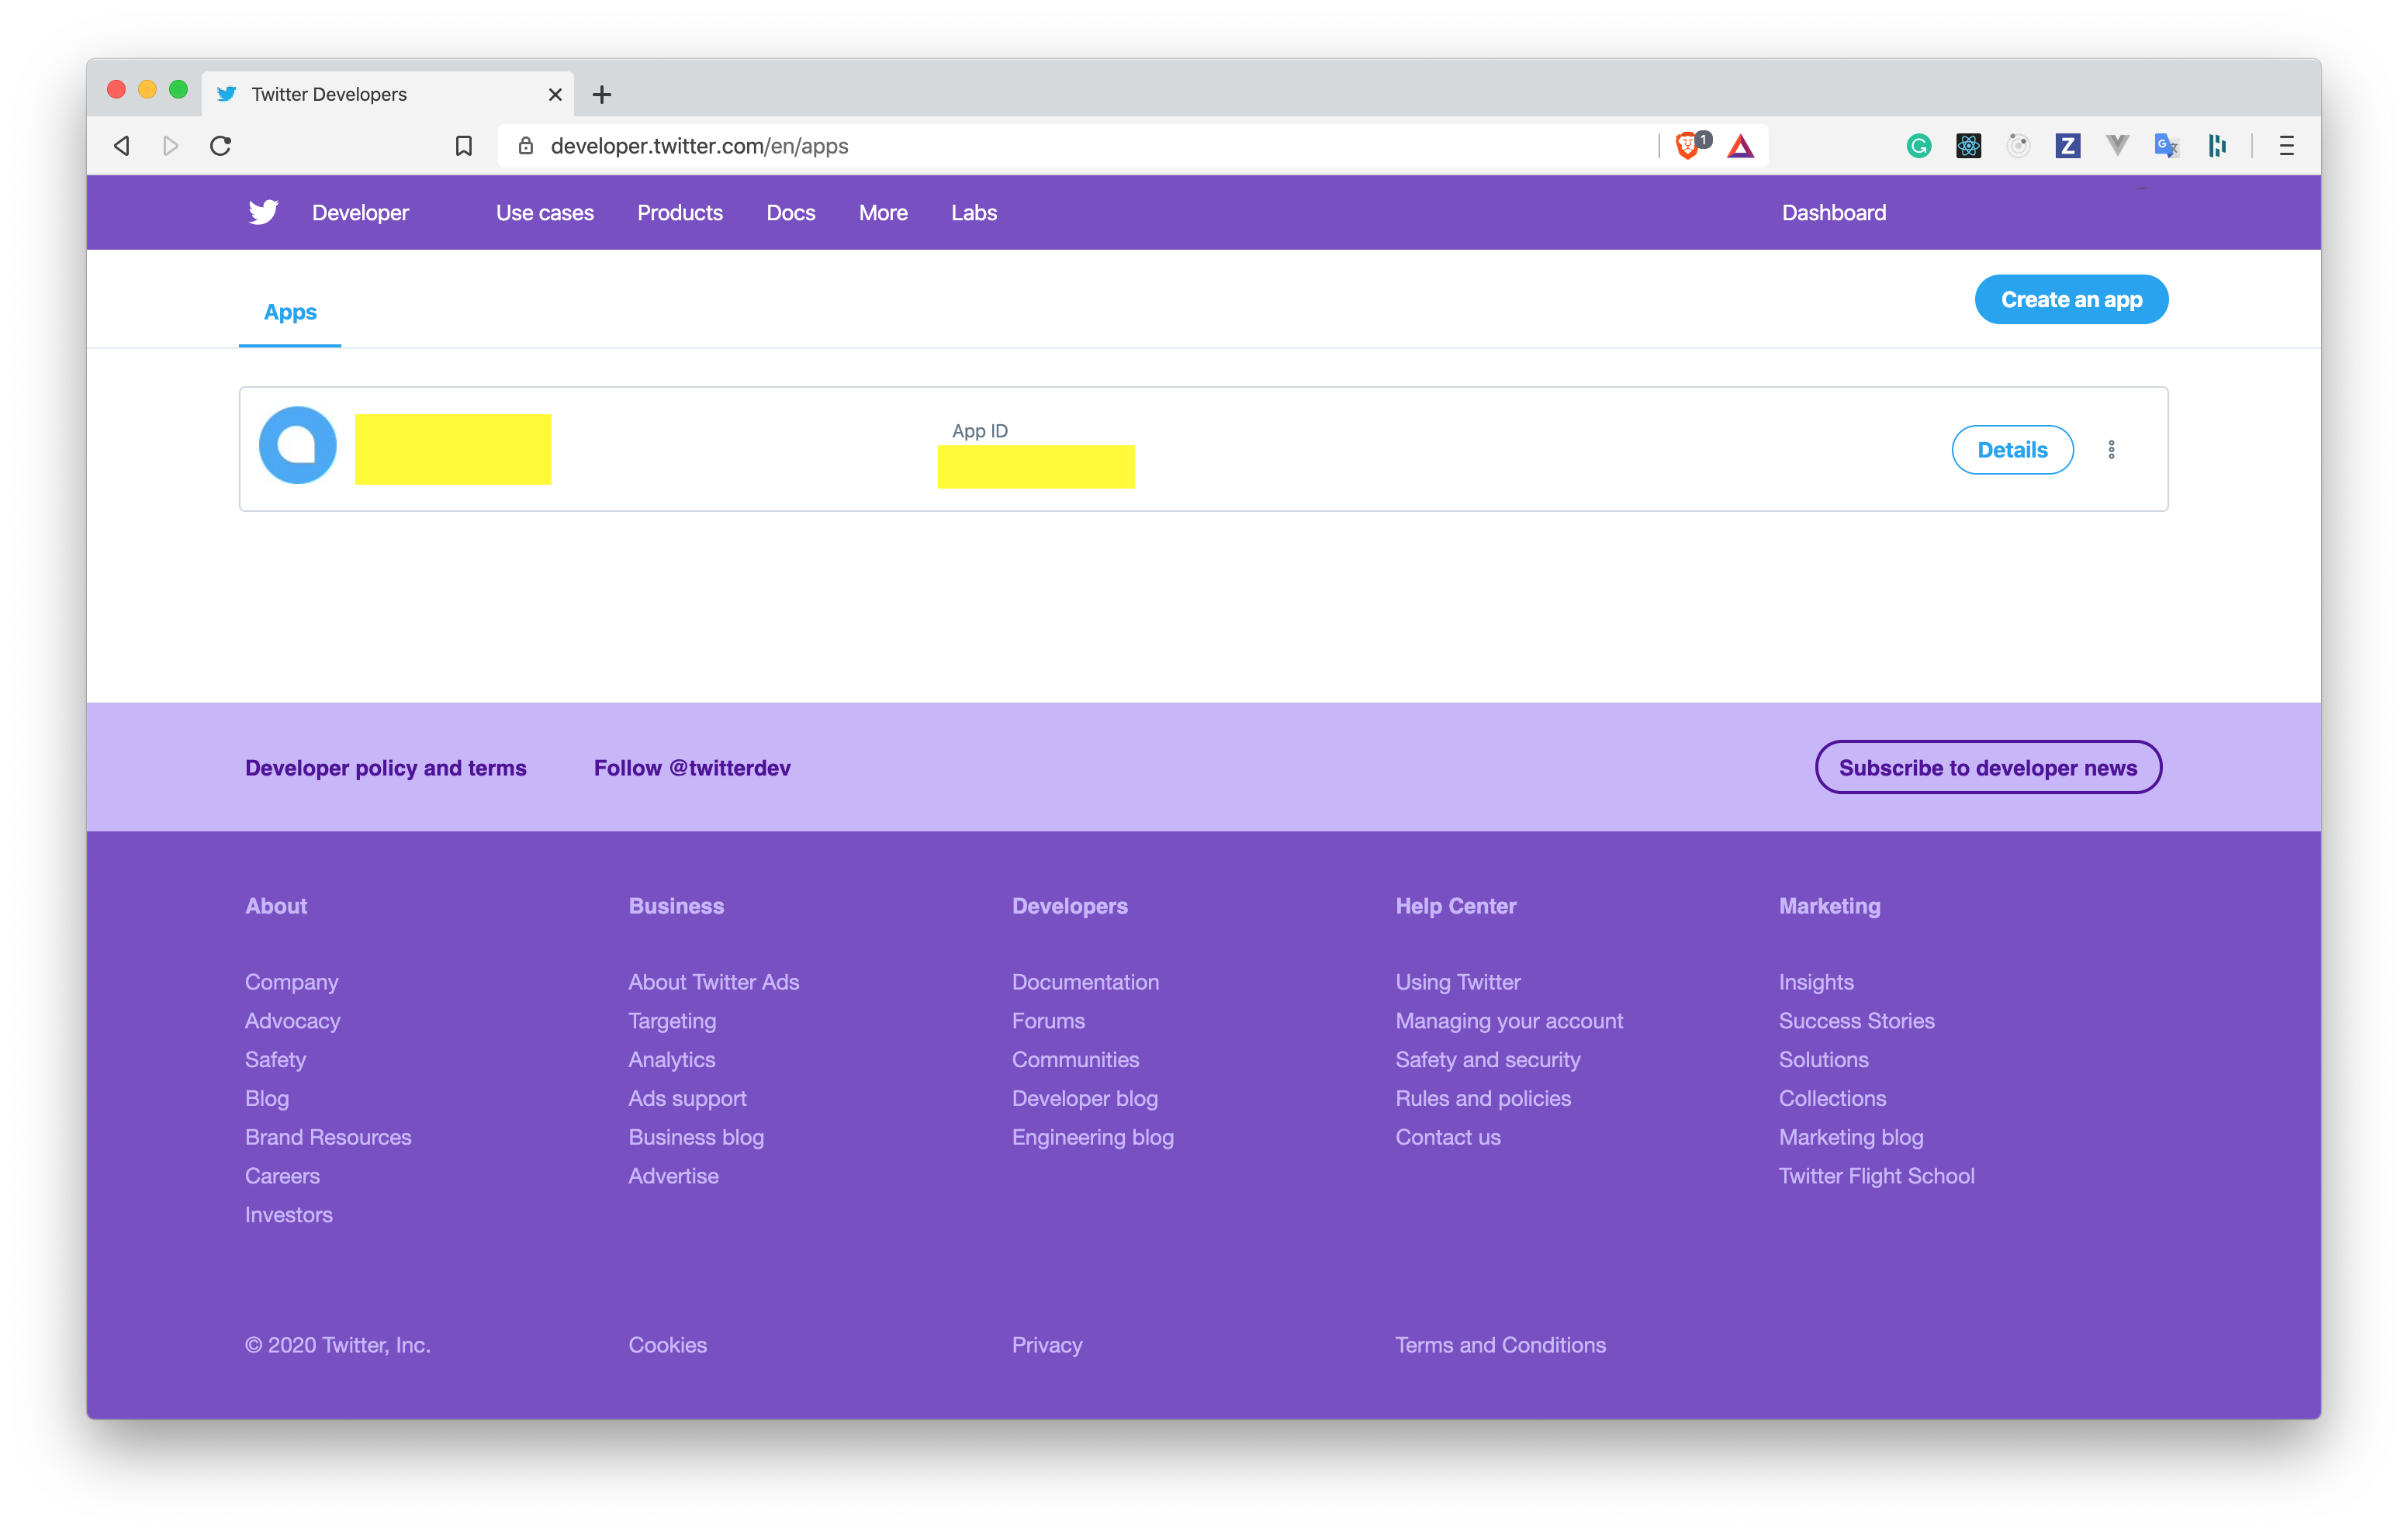 Twitter Developers
developer.twitter.com/en/apps
1
Developer Use cases Products Docs More Labs Dashboard
Apps
Create an app
App ID
Details
Developer policy and terms Follow @twitterdev Subscribe to developer news
About Business Developers Help Center Marketing
Company About Twitter Ads Documentation Using Twitter Insights
Advocacy Targeting Forums Managing your account Success Stories
Safety Analytics Communities Safety and security Solutions
Blog Ads support Developer blog Rules and policies Collections
Brand Resources Business blog Engineering blog Contact us Marketing blog
Careers Advertise Twitter Flight School
Investors
© 2020 Twitter, Inc. Cookies Privacy Terms and Conditions